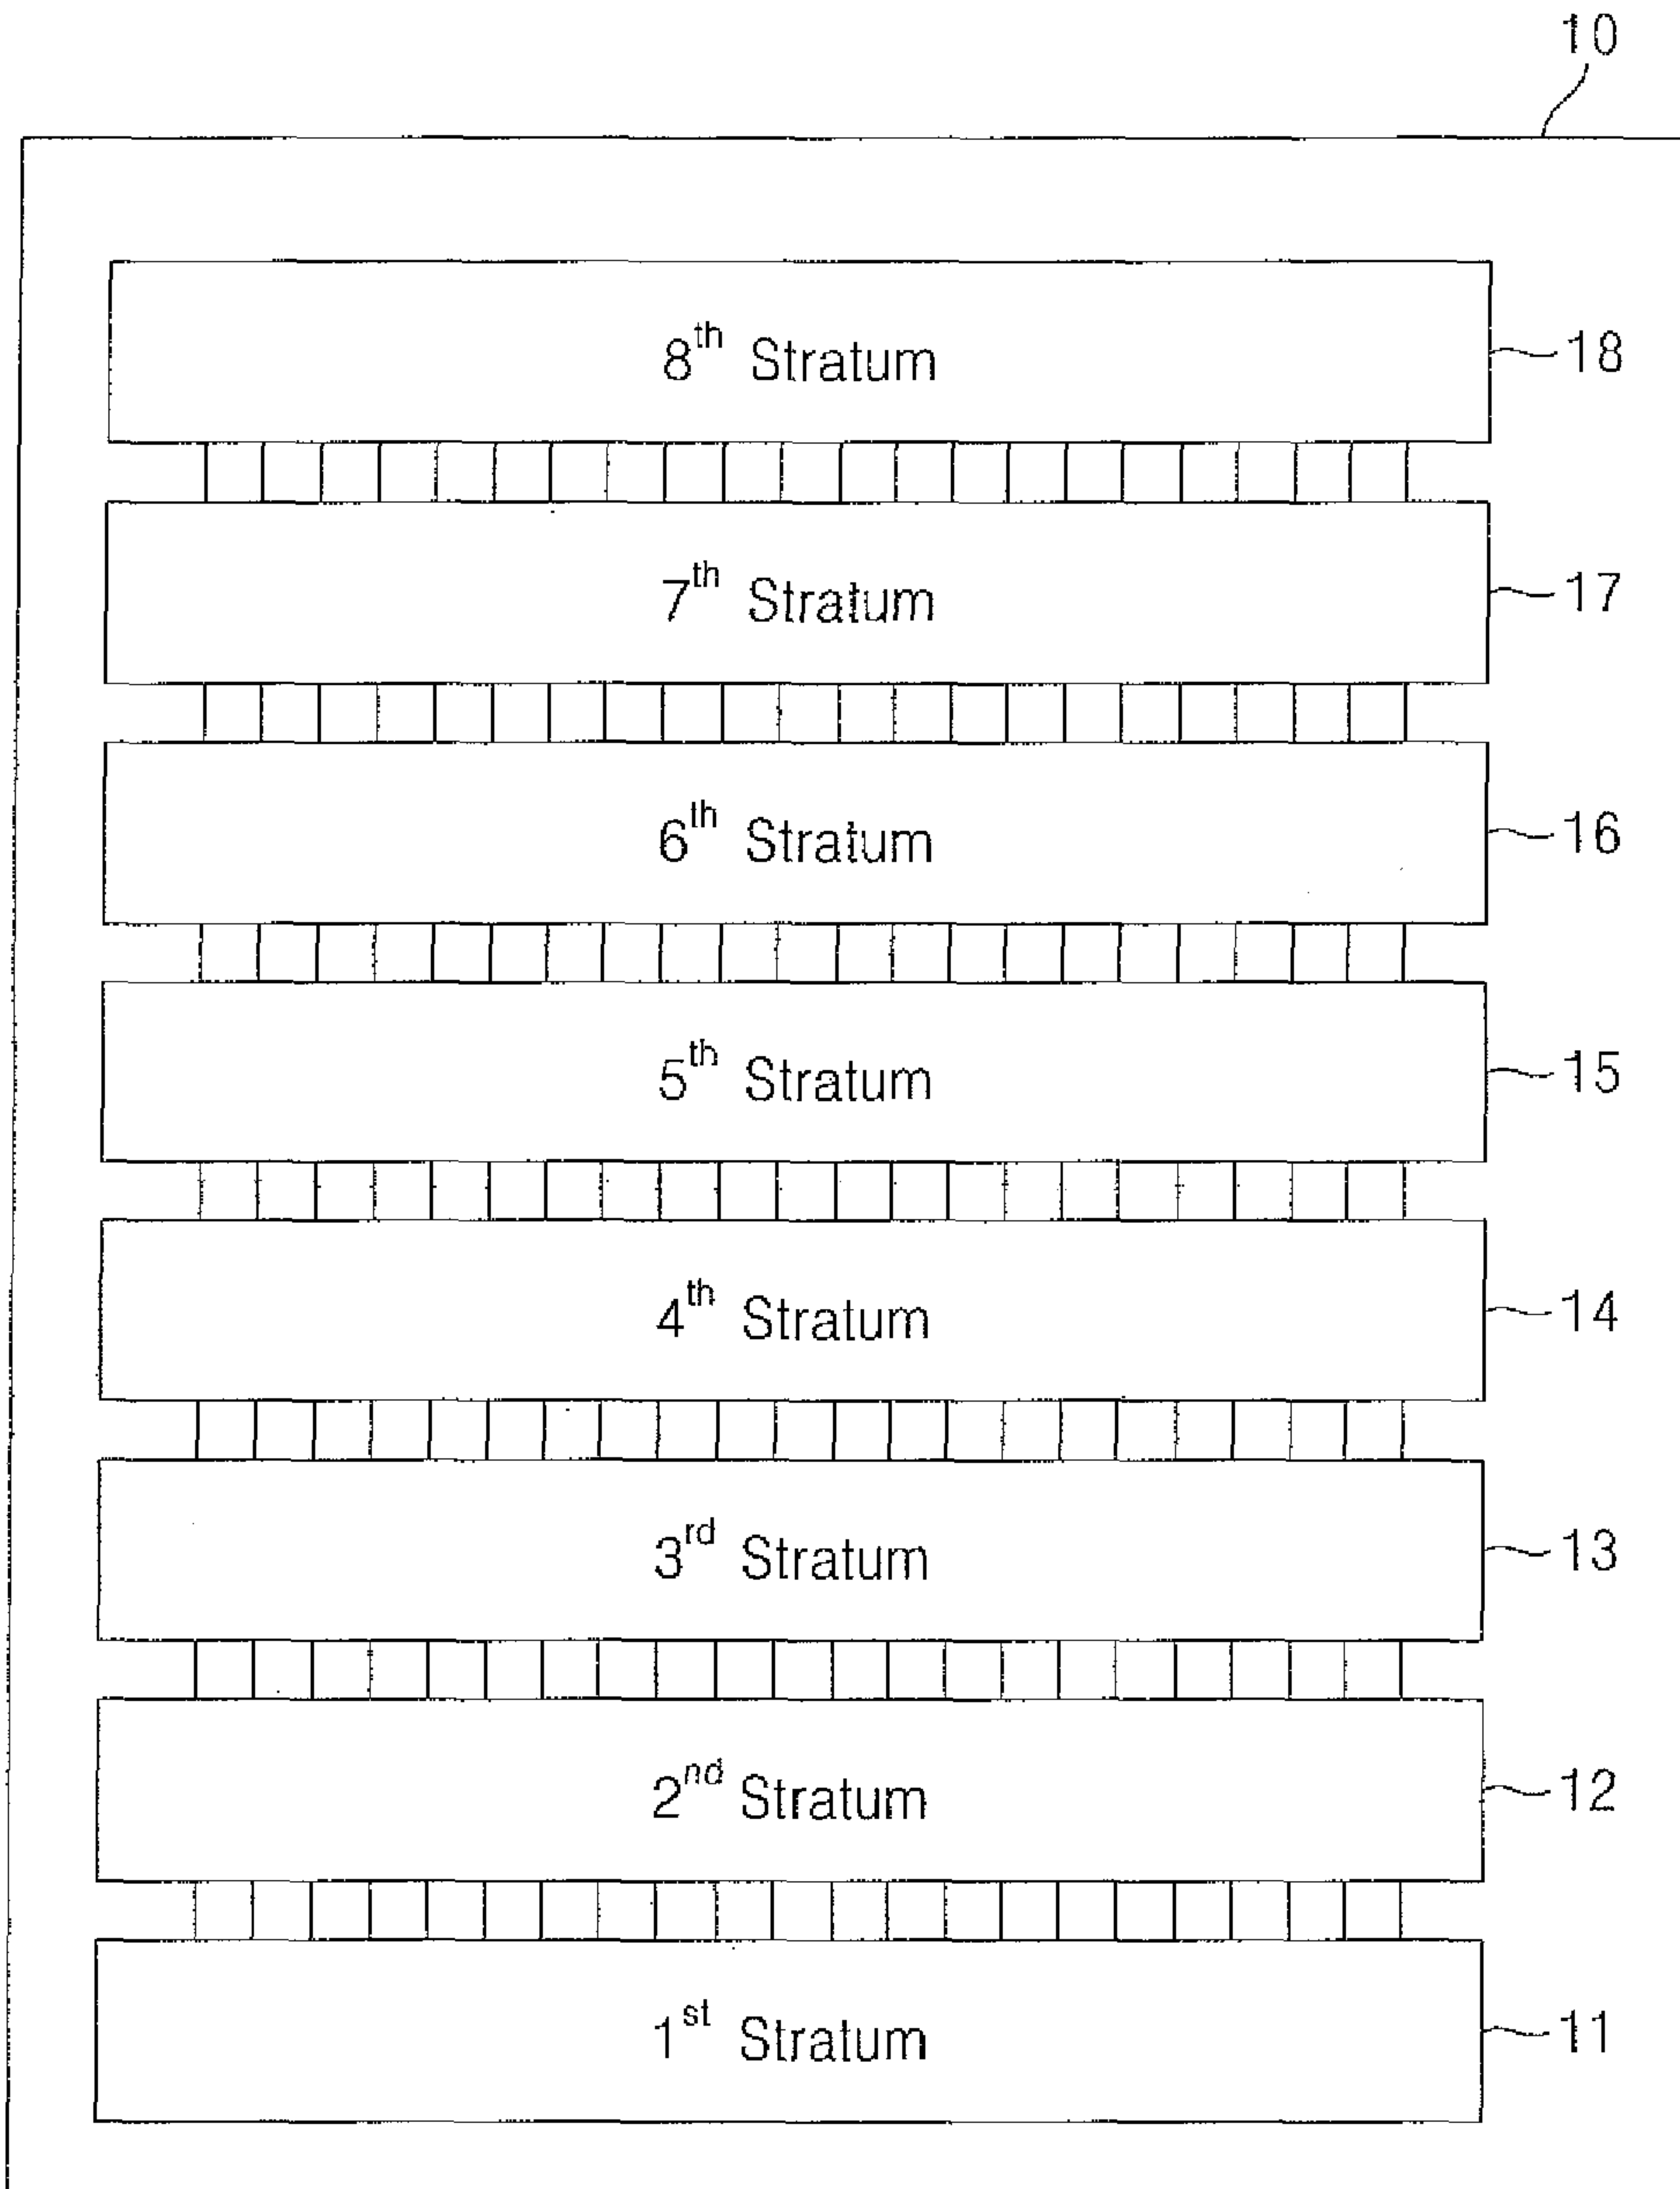 10
8th Stratum 18
7th Stratum 17
6th Stratum 16
5th Stratum 15
4th Stratum 14
3rd Stratum 13
2nd Stratum 12
1st Stratum 11